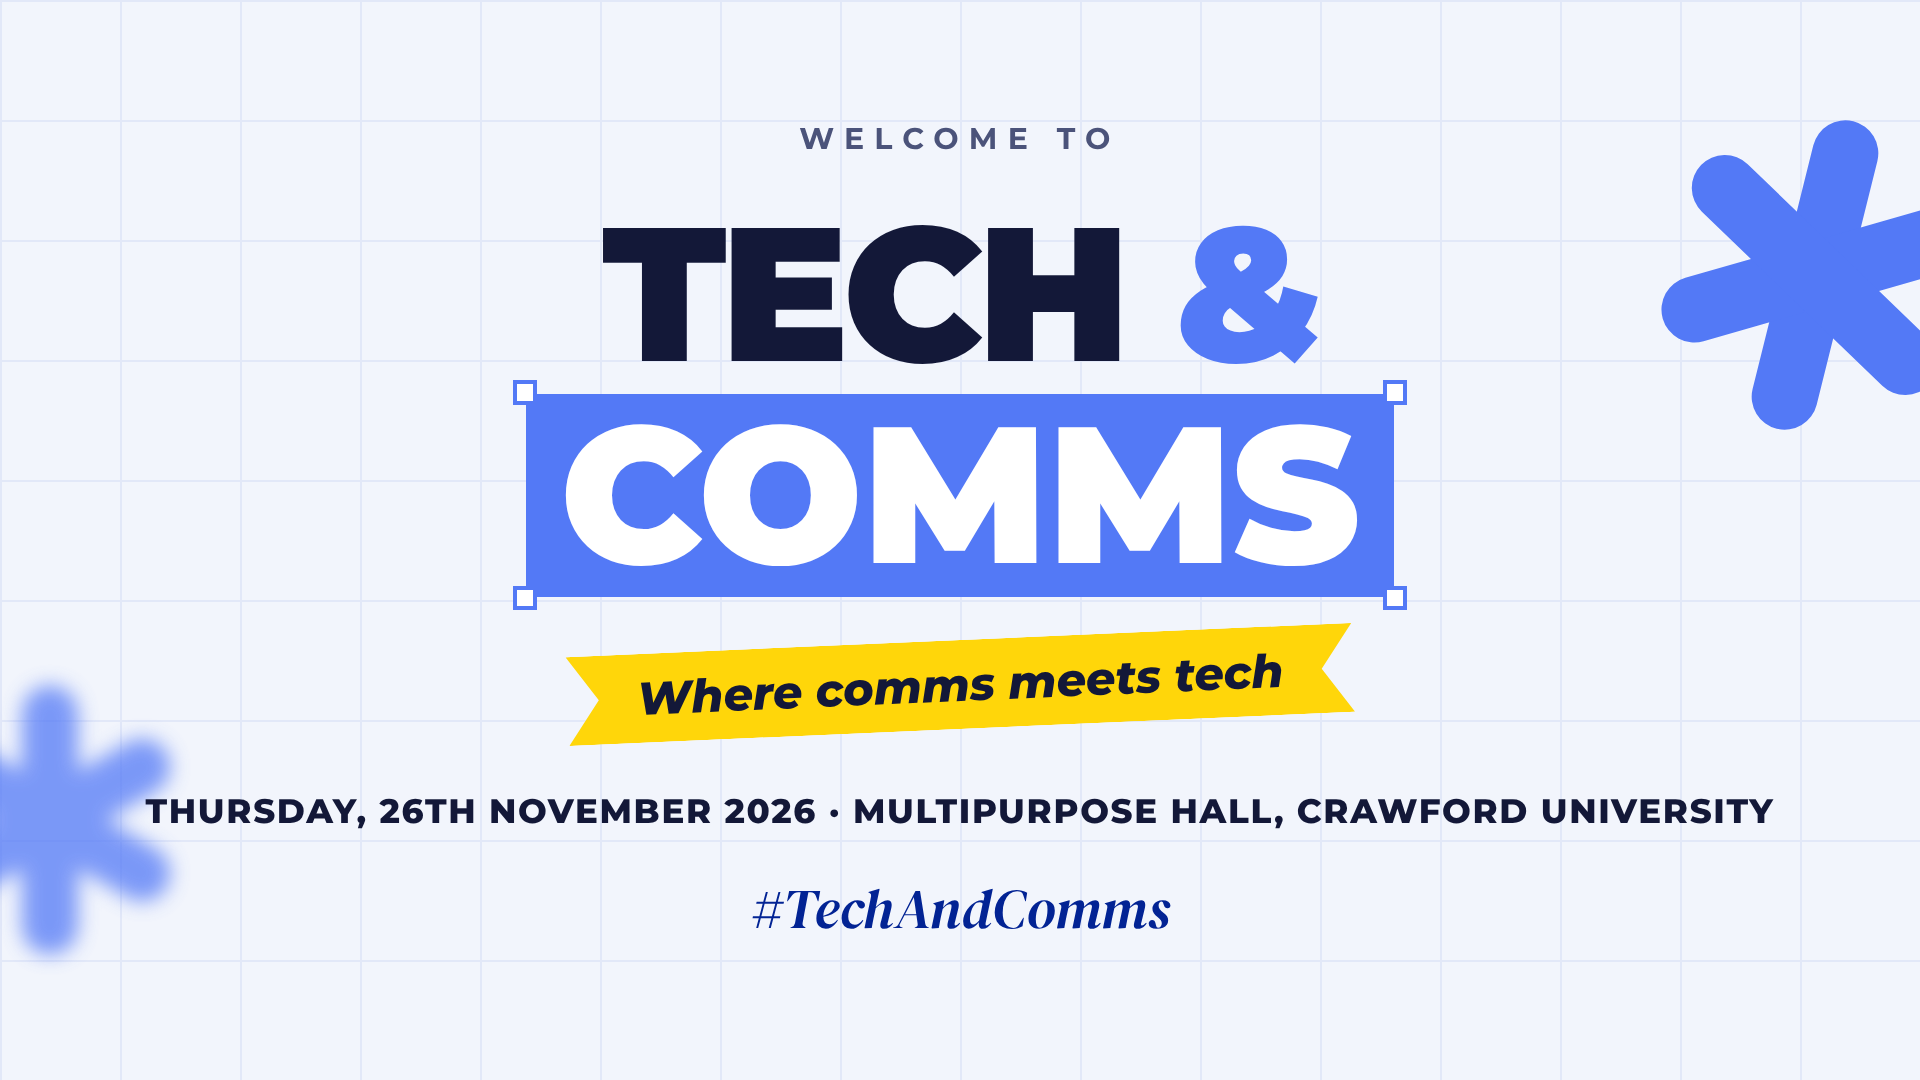 WELCOME TO
TECH &
COMMS
Where comms meets tech
THURSDAY, 26TH NOVEMBER 2026 · MULTIPURPOSE HALL, CRAWFORD UNIVERSITY
#TechAndComms